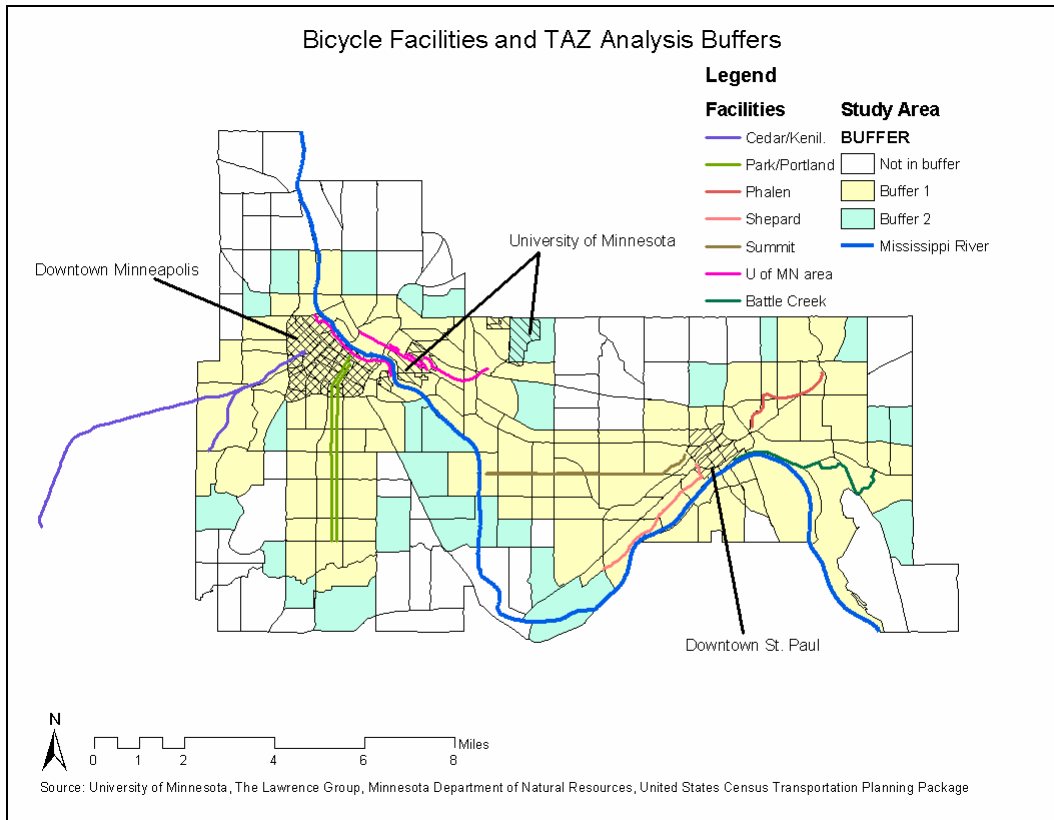 Bicycle Facilities and TAZ Analysis Buffers
Legend
Facilities
Cedar/Kenil.
Park/Portland
Phalen
Shepard
Summit
U of MN area
Battle Creek
Study Area
BUFFER
Not in buffer
Buffer 1
Buffer 2
Mississippi River
University of Minnesota
Downtown Minneapolis
Downtown St. Paul
N
0 1 2 4 6 8 Miles
Source: University of Minnesota, The Lawrence Group, Minnesota Department of Natural Resources, United States Census Transportation Planning Package